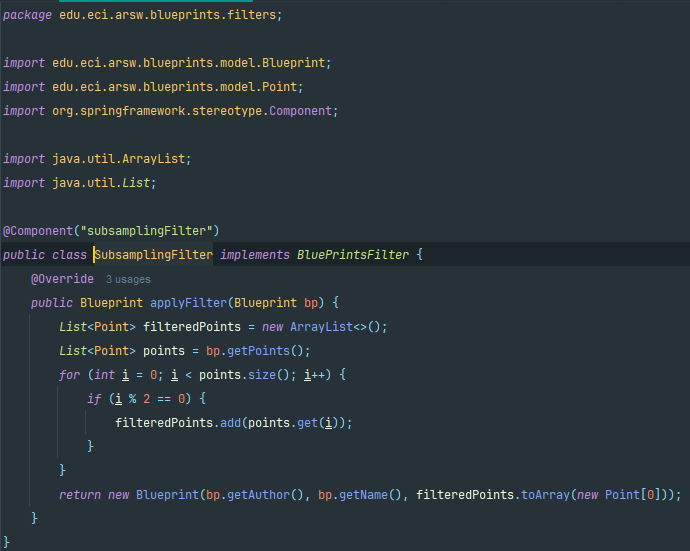 package edu.eci.arsw.blueprints.filters;
import edu.eci.arsw.blueprints.model.Blueprint;
import edu.eci.arsw.blueprints.model.Point;
import org.springframework.stereotype.Component;
import java.util.ArrayList;
import java.util.List;
@Component("subsamplingFilter")
public class SubsamplingFilter implements BluePrintsFilter {
@Override 3 usages
public Blueprint applyFilter(Blueprint bp) {
List<Point> filteredPoints = new ArrayList<>();
List<Point> points = bp.getPoints();
for (int i = 0; i < points.size(); i++) {
if (i % 2 == 0) {
filteredPoints.add(points.get(i));
}
}
return new Blueprint(bp.getAuthor(), bp.getName(), filteredPoints.toArray(new Point[0]));
}
}